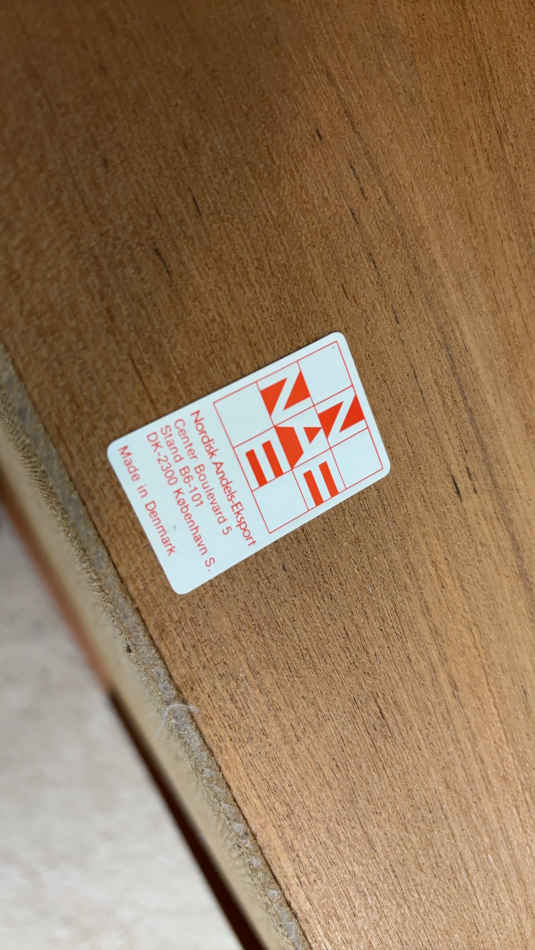 N
NAE
E
Nordisk Andels-Eksport
Center Boulevard 5
Stand B6-101
DK-2300 København S.
Made in Denmark